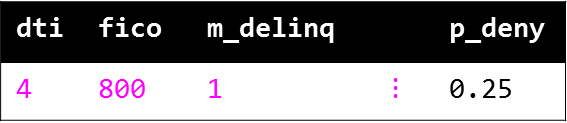 dti fico m_delinq p_deny
4 800 1 ⋮ 0.25